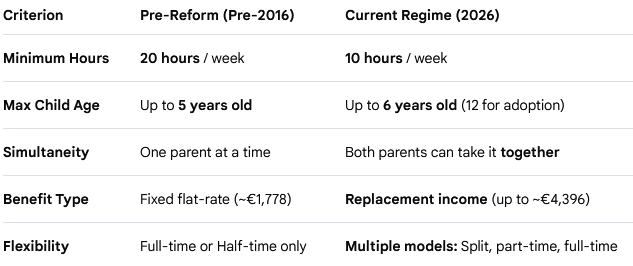 Criterion Pre-Reform (Pre-2016) Current Regime (2026)
Minimum Hours 20 hours / week 10 hours / week
Max Child Age Up to 5 years old Up to 6 years old (12 for adoption)
Simultaneity One parent at a time Both parents can take it together
Benefit Type Fixed flat-rate (~€1,778) Replacement income (up to ~€4,396)
Flexibility Full-time or Half-time only Multiple models: Split, part-time, full-time